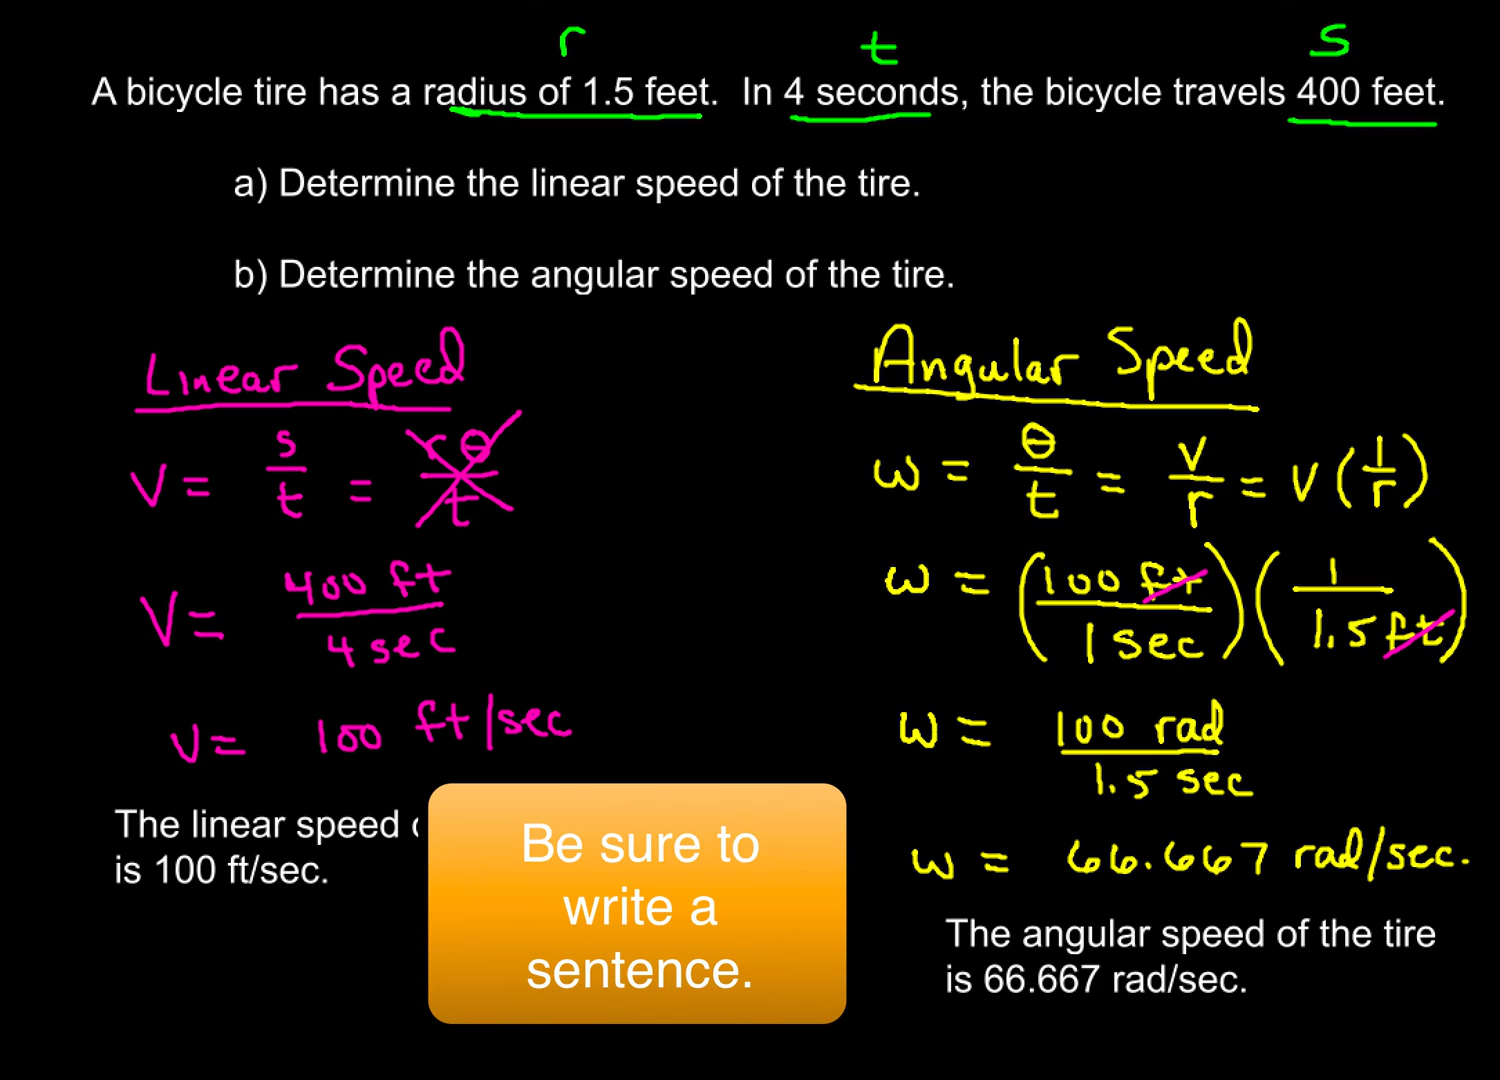 r t s
A bicycle tire has a radius of 1.5 feet. In 4 seconds, the bicycle travels 400 feet.
a) Determine the linear speed of the tire.
b) Determine the angular speed of the tire.
Linear Speed
V = s/t = rθ/t
V = 400 ft / 4 sec
V = 100 ft/sec
The linear speed
is 100 ft/sec.
Be sure to
write a
sentence.
Angular Speed
ω = θ/t = v/r = v(1/r)
ω = (100 ft / 1 sec)(1 / 1.5 ft)
ω = 100 rad / 1.5 sec
ω = 66.667 rad/sec.
The angular speed of the tire
is 66.667 rad/sec.